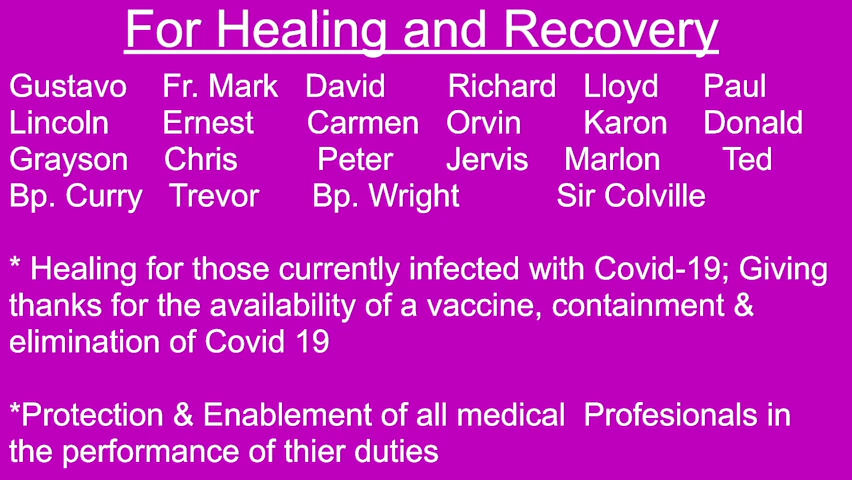 For Healing and Recovery
Gustavo Fr. Mark David Richard Lloyd Paul
Lincoln Ernest Carmen Orvin Karon Donald
Grayson Chris Peter Jervis Marlon Ted
Bp. Curry Trevor Bp. Wright Sir Colville
* Healing for those currently infected with Covid-19; Giving
thanks for the availability of a vaccine, containment &
elimination of Covid 19
*Protection & Enablement of all medical Profesionals in
the performance of thier duties